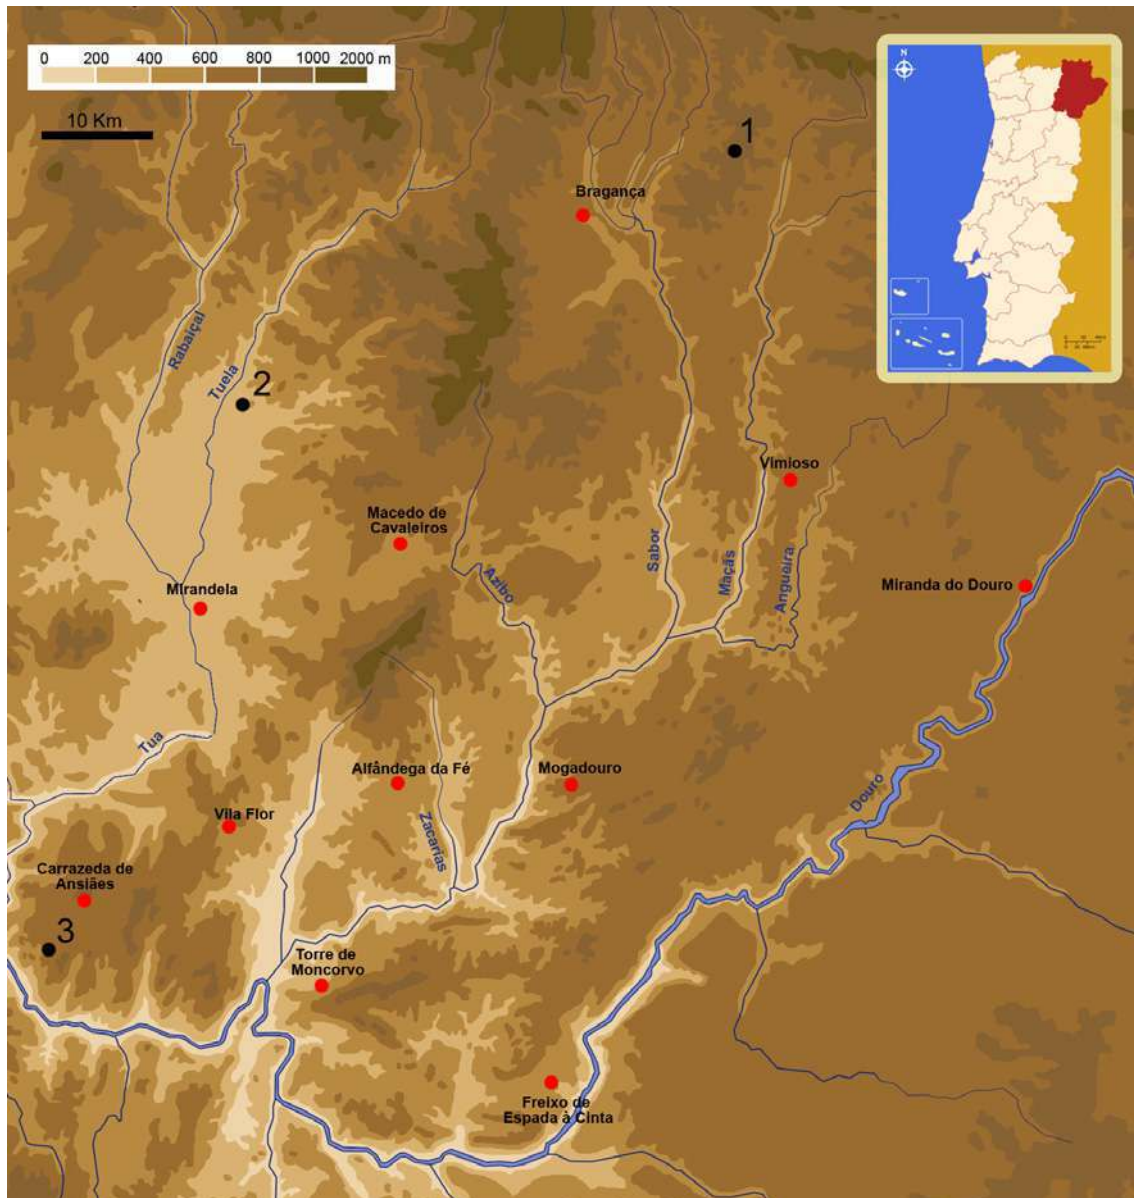 0 200 400 600 800 1000 2000 m
10 Km
N
1
Bragança
Rabaiçal
Tuela
2
Vimioso
Macedo de
Cavaleiros
Azibo
Sabor
Maçãs
Angueira
Miranda do Douro
Mirandela
Tua
Alfândega da Fé
Mogadouro
Douro
Vila Flor
Zacarias
Carrazeda de
Ansiães
3
Torre de
Moncorvo
Freixo de
Espada à Cinta